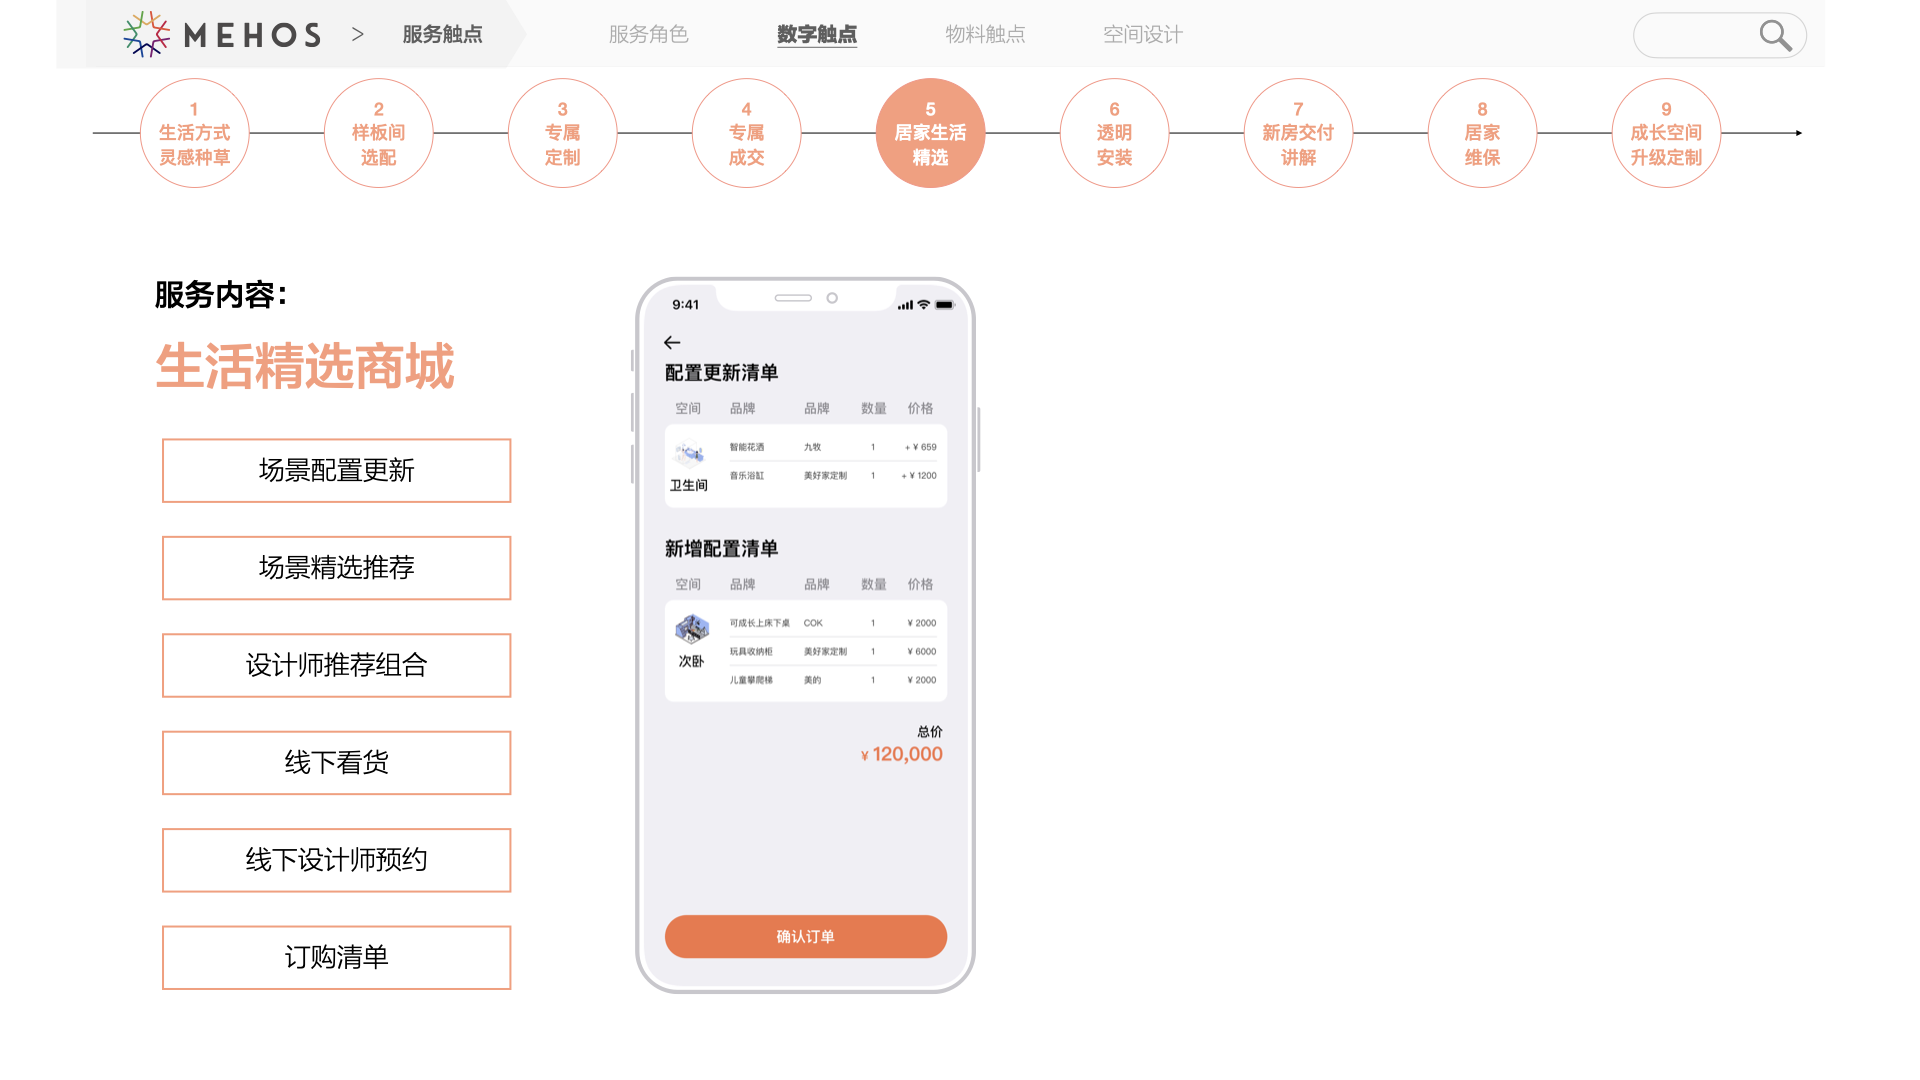 MEHOS > 服务触点 服务角色 数字触点 物料触点 空间设计
1 生活方式 灵感种草
2 样板间 选配
3 专属 定制
4 专属 成交
5 居家生活 精选
6 透明 安装
7 新房交付 讲解
8 居家 维保
9 成长空间 升级定制
服务内容：
生活精选商城
场景配置更新
场景精选推荐
设计师推荐组合
线下看货
线下设计师预约
订购清单
9:41
配置更新清单
空间 品牌 品牌 数量 价格
智能花洒 九牧 1 + ¥ 659
音乐浴缸 美好家定制 1 + ¥ 1200
卫生间
新增配置清单
空间 品牌 品牌 数量 价格
可成长上床下桌 COK 1 ¥ 2000
玩具收纳柜 美好家定制 1 ¥ 6000
次卧
儿童攀爬梯 美的 1 ¥ 2000
总价
¥ 120,000
确认订单